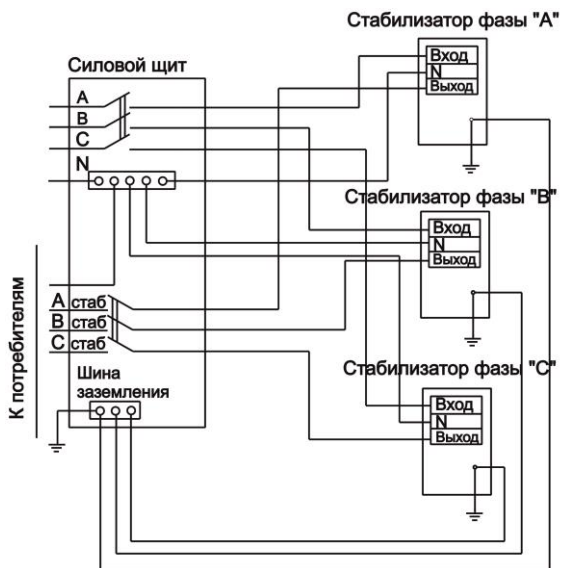 Стабилизатор фазы "А"
Вход
N
Выход
Силовой щит
А
В
С
N
Стабилизатор фазы "В"
Вход
N
Выход
К потребителям
А стаб
В стаб
С стаб
Шина
заземления
Стабилизатор фазы "С"
Вход
N
Выход